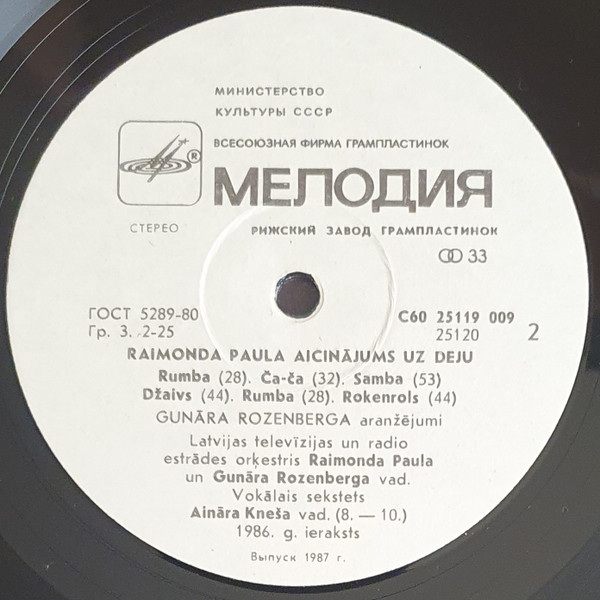 МИНИСТЕРСТВО
КУЛЬТУРЫ СССР
ВСЕСОЮЗНАЯ ФИРМА ГРАМПЛАСТИНОК
®
МЕЛОДИЯ
СТЕРЕО
РИЖСКИЙ ЗАВОД ГРАМПЛАСТИНОК
33
ГОСТ 5289-80
С60 25119 009
Гр. 3. 2-25
25120
2
RAIMONDA PAULA AICINĀJUMS UZ DEJU
Rumba (28). Ča-ča (32). Samba (53)
Džaivs (44). Rumba (28). Rokenrols (44)
GUNĀRA ROZENBERGA aranžējumi
Latvijas televīzijas un radio
estrādes orķestris Raimonda Paula
un Gunāra Rozenberga vad.
Vokālais sekstets
Aināra Kneša vad. (8. — 10.)
1986. g. ieraksts
Выпуск 1987 г.